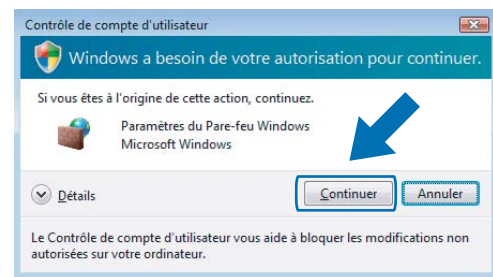 Contrôle de compte d'utilisateur
Windows a besoin de votre autorisation pour continuer.
Si vous êtes à l'origine de cette action, continuez.
Paramètres du Pare-feu Windows
Microsoft Windows
Détails
Continuer
Annuler
Le Contrôle de compte d'utilisateur vous aide à bloquer les modifications non
autorisées sur votre ordinateur.